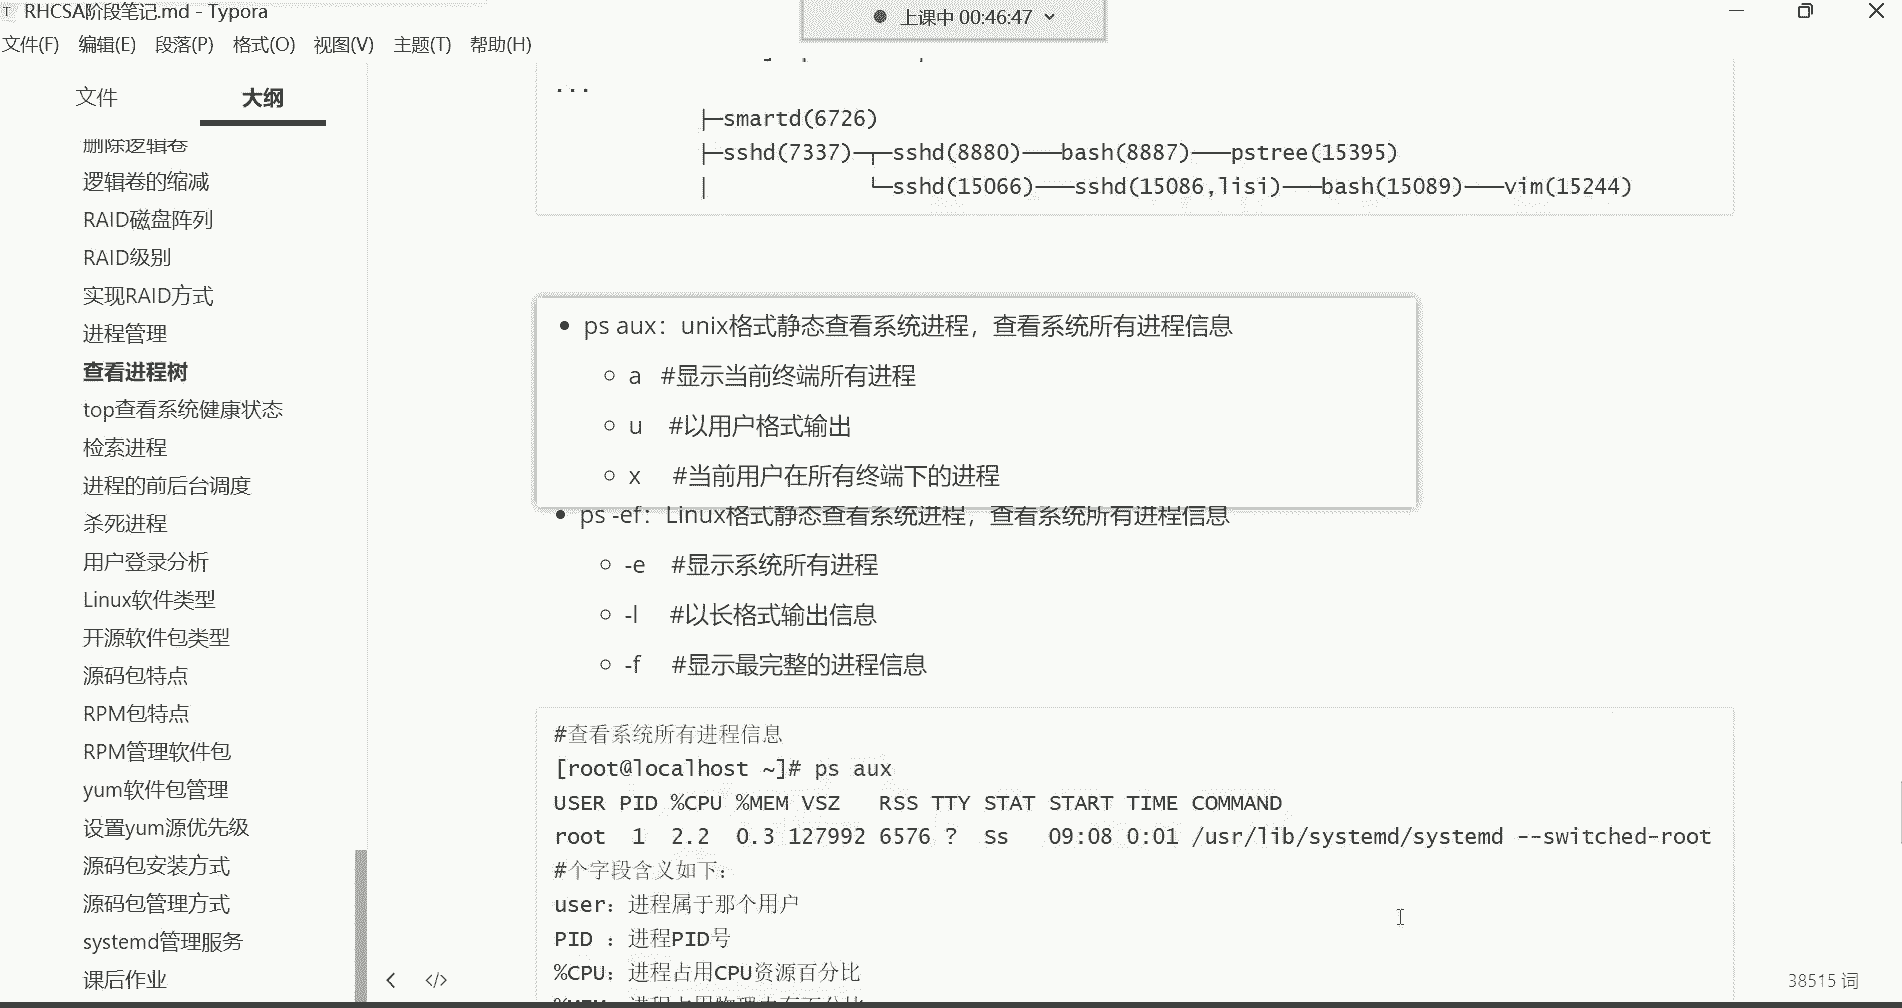 RHCSA阶段笔记.md - Typora
上课中 00:46:47
文件(F) 编辑(E) 段落(P) 格式(O) 视图(V) 主题(T) 帮助(H)
文件 大纲
删除逻辑卷
逻辑卷的缩减
RAID磁盘阵列
RAID级别
实现RAID方式
进程管理
查看进程树
top查看系统健康状态
检索进程
进程的前后台调度
杀死进程
用户登录分析
Linux软件类型
开源软件包类型
源码包特点
RPM包特点
RPM管理软件包
yum软件包管理
设置yum源优先级
源码包安装方式
源码包管理方式
systemd管理服务
课后作业
...
├─smartd(6726)
├─sshd(7337)─┬─sshd(8880)───bash(8887)───pstree(15395)
│            └─sshd(15066)───sshd(15086,lisi)───bash(15089)───vim(15244)
ps aux：unix格式静态查看系统进程，查看系统所有进程信息
a #显示当前终端所有进程
u #以用户格式输出
x #当前用户在所有终端下的进程
ps -ef：Linux格式静态查看系统进程，查看系统所有进程信息
-e #显示系统所有进程
-l #以长格式输出信息
-f #显示最完整的进程信息
#查看系统所有进程信息
[root@localhost ~]# ps aux
USER PID %CPU %MEM VSZ RSS TTY STAT START TIME COMMAND
root 1 2.2 0.3 127992 6576 ? Ss 09:08 0:01 /usr/lib/systemd/systemd --switched-root
#个字段含义如下：
user：进程属于那个用户
PID ：进程PID号
%CPU：进程占用CPU资源百分比
%MEM：进程占用物理内存百分比
38515 词